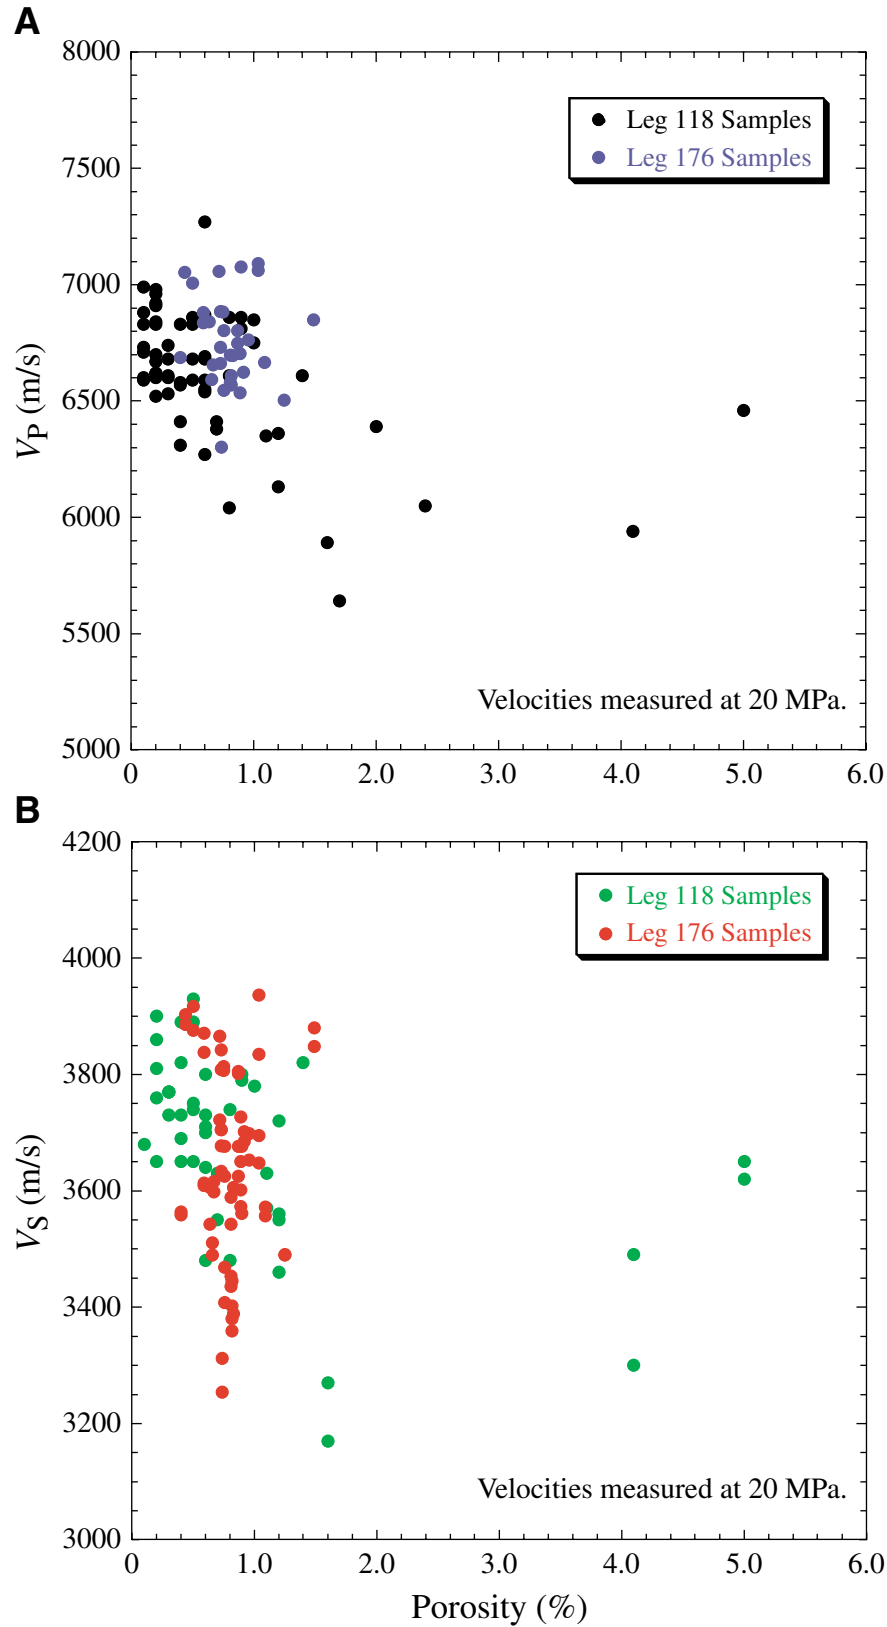 A
8000
7500
7000
6500
6000
5500
5000
VP (m/s)
Leg 118 Samples
Leg 176 Samples
Velocities measured at 20 MPa.
0 1.0 2.0 3.0 4.0 5.0 6.0
B
4200
4000
3800
3600
3400
3200
3000
VS (m/s)
Leg 118 Samples
Leg 176 Samples
Velocities measured at 20 MPa.
0 1.0 2.0 3.0 4.0 5.0 6.0
Porosity (%)